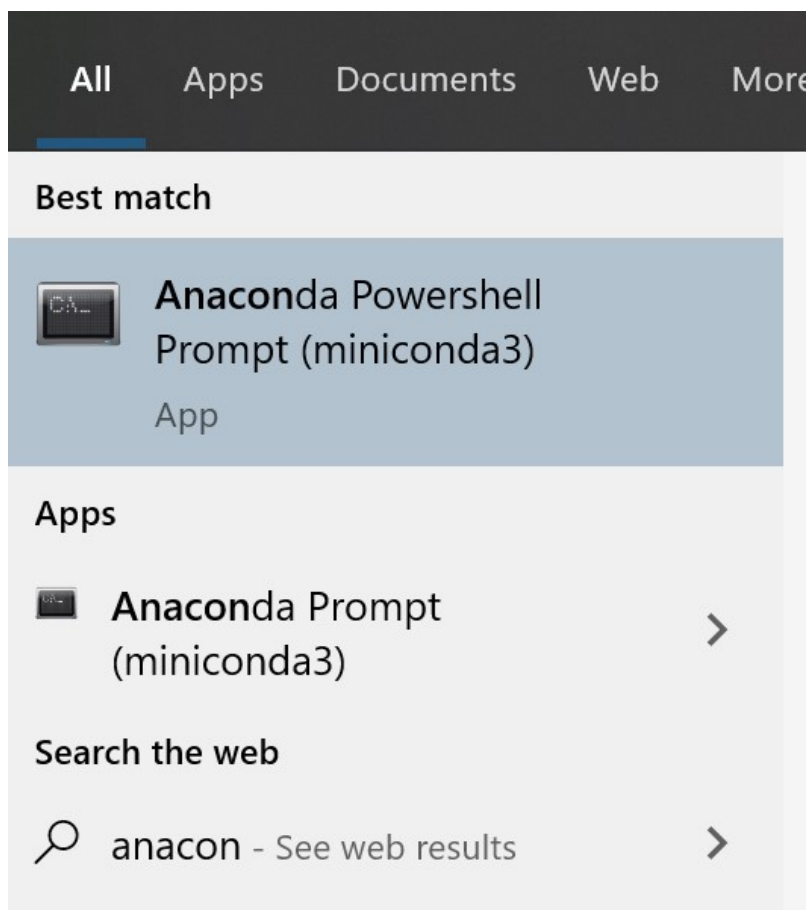 All Apps Documents Web More
Best match
Anaconda Powershell
Prompt (miniconda3)
App
Apps
Anaconda Prompt
(miniconda3)
Search the web
anacon - See web results